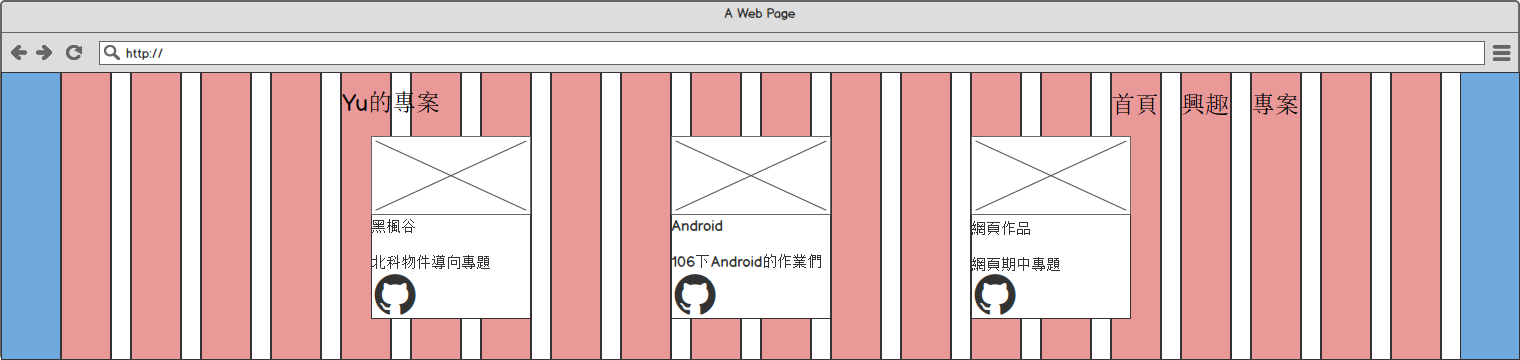 A Web Page
http://
Yu的專案
首頁 興趣 專案
黑楓谷
北科物件導向專題
Android
106下Android的作業們
網頁作品
網頁期中專題